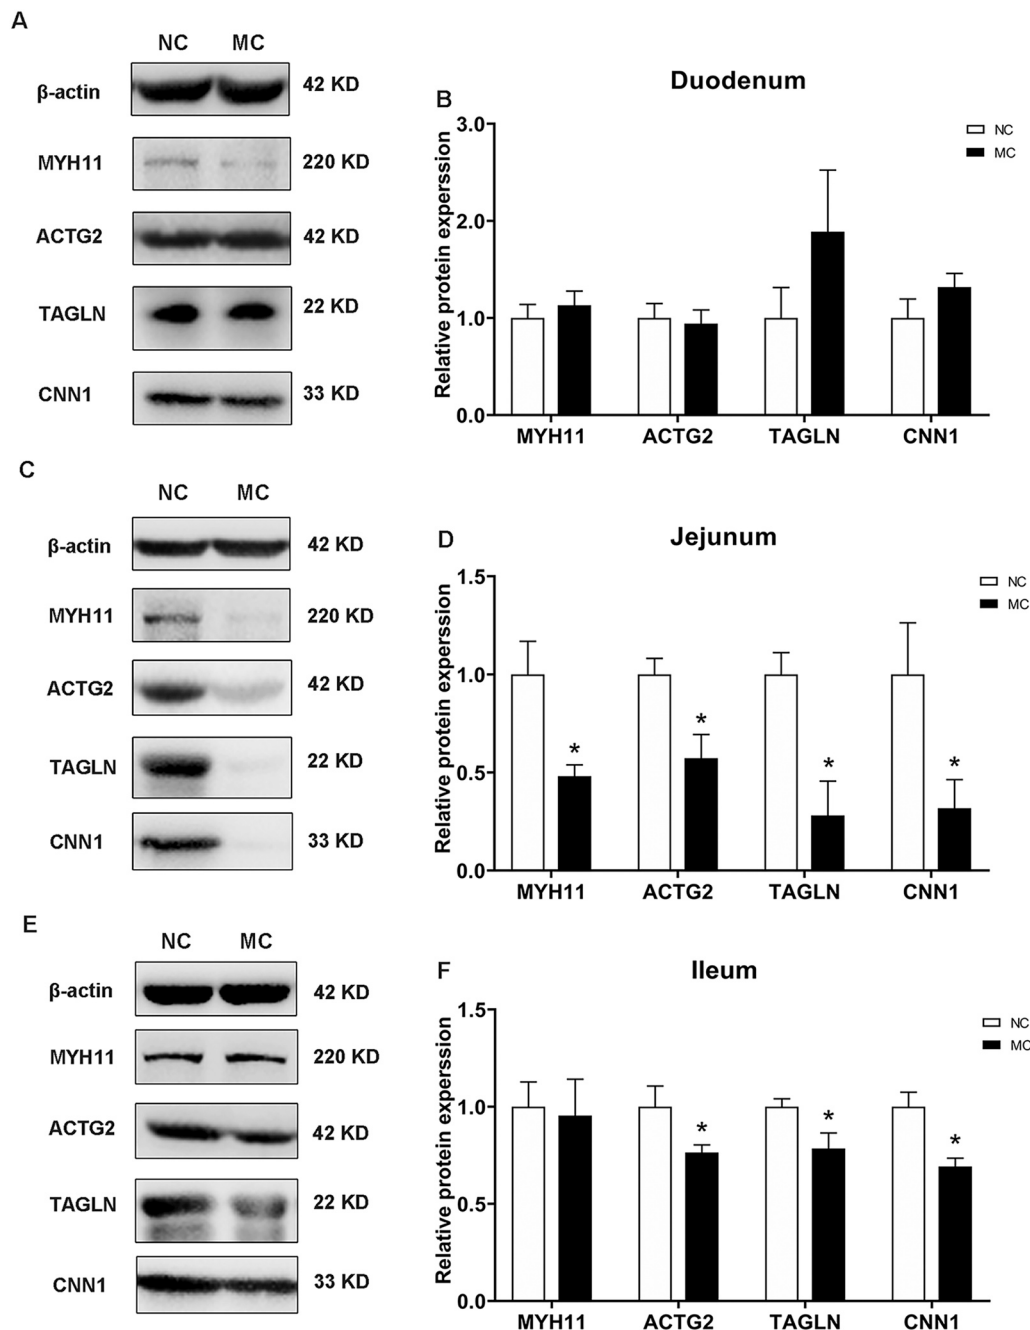 A
NC MC
β-actin 42 KD
MYH11 220 KD
ACTG2 42 KD
TAGLN 22 KD
CNN1 33 KD
B
Duodenum
Relative protein experssion
3.0
2.0
1.0
0.0
NC
MC
MYH11 ACTG2 TAGLN CNN1
C
NC MC
β-actin 42 KD
MYH11 220 KD
ACTG2 42 KD
TAGLN 22 KD
CNN1 33 KD
D
Jejunum
Relative protein experssion
1.5
1.0
0.5
0.0
NC
MC
* * * *
MYH11 ACTG2 TAGLN CNN1
E
NC MC
β-actin 42 KD
MYH11 220 KD
ACTG2 42 KD
TAGLN 22 KD
CNN1 33 KD
F
Ileum
Relative protein experssion
1.5
1.0
0.5
0.0
NC
MC
* * *
MYH11 ACTG2 TAGLN CNN1